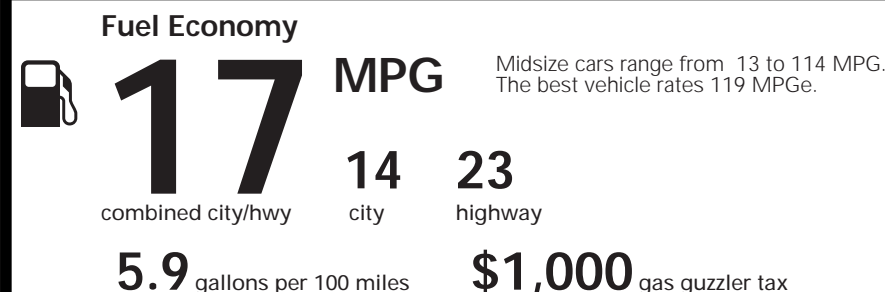 Fuel Economy
17 MPG
Midsize cars range from 13 to 114 MPG.
The best vehicle rates 119 MPGe.
14 23
combined city/hwy city highway
5.9 gallons per 100 miles $1,000 gas guzzler tax